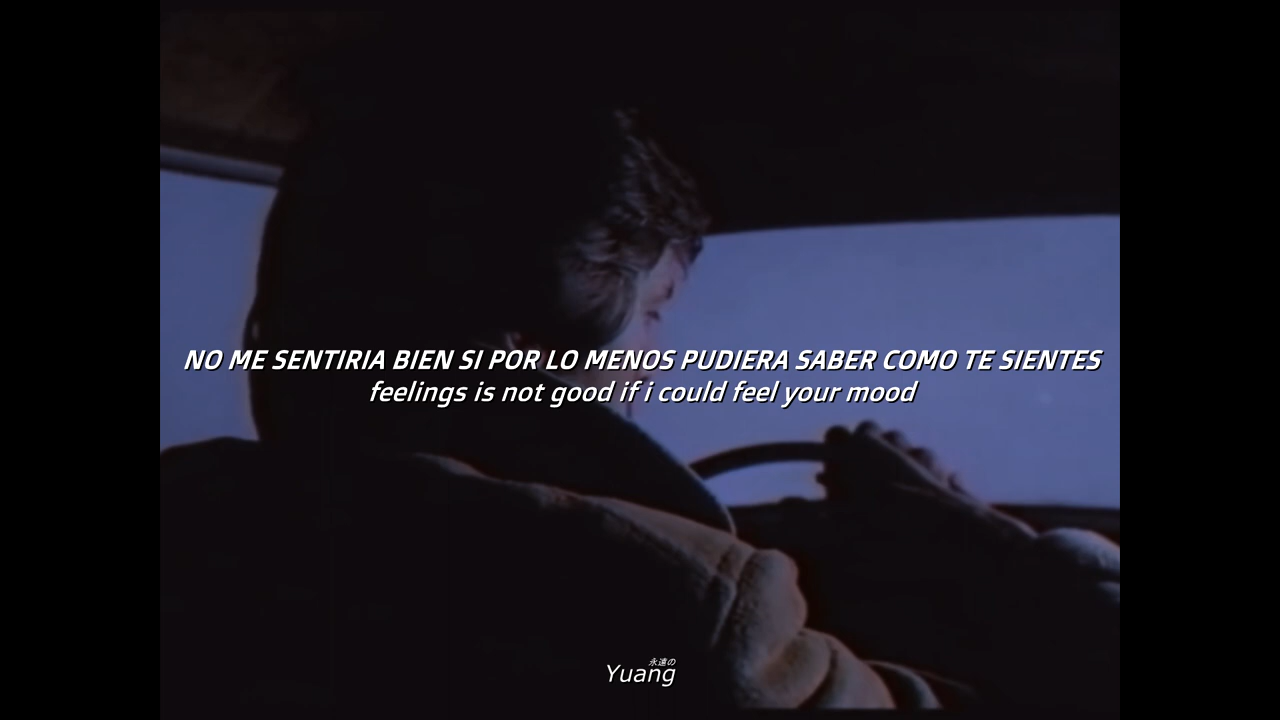 NO ME SENTIRIA BIEN SI POR LO MENOS PUDIERA SABER COMO TE SIENTES
feelings is not good if i could feel your mood
永遠の
Yuang